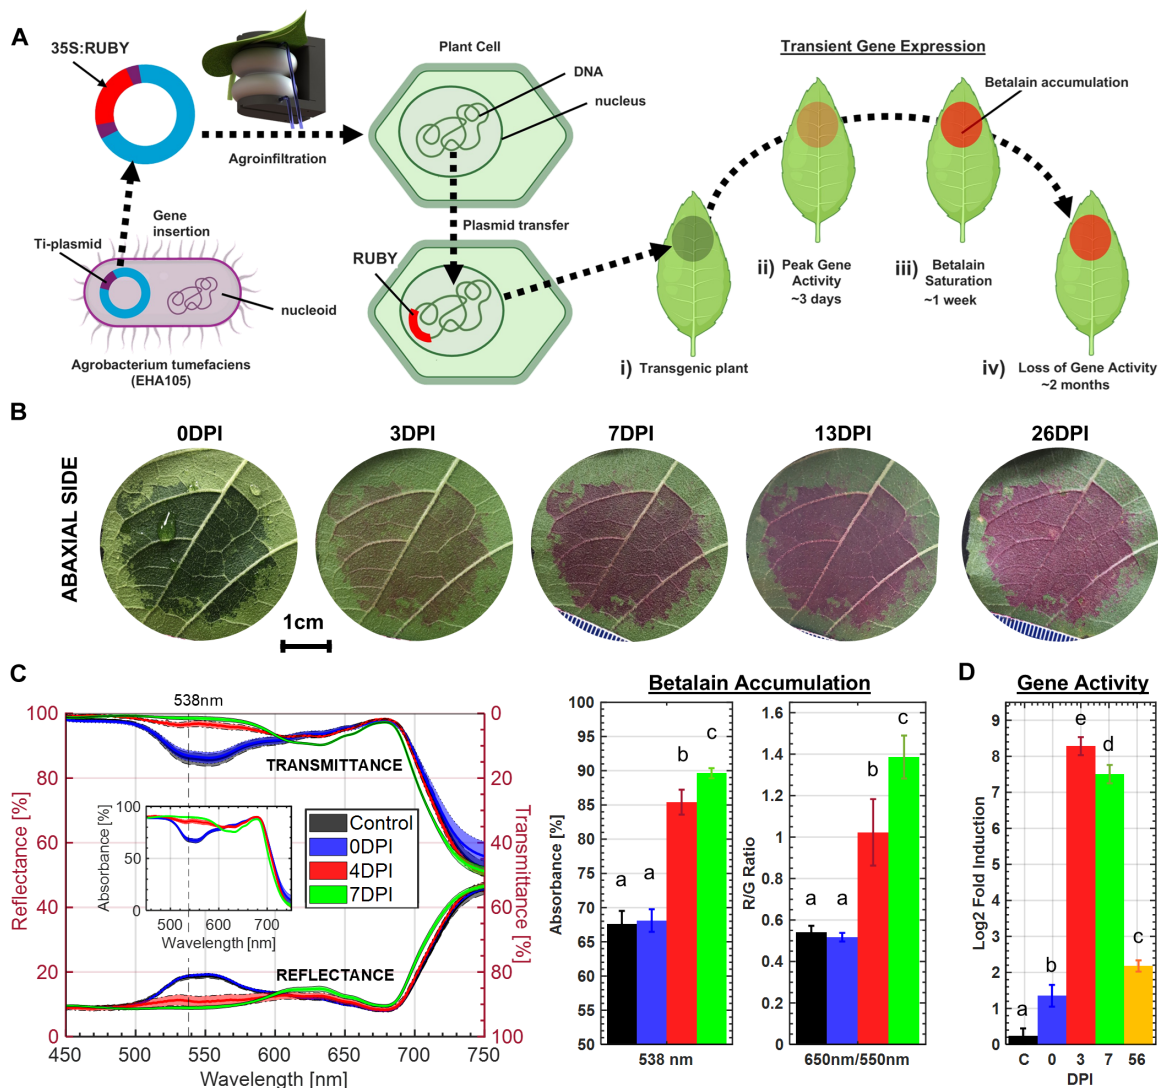 A
35S:RUBY
Agroinfiltration
Gene
insertion
Ti-plasmid
nucleoid
Agrobacterium tumefaciens
(EHA105)
Plant Cell
DNA
nucleus
Plasmid transfer
RUBY
Transient Gene Expression
Betalain accumulation
i) Transgenic plant
ii) Peak Gene
Activity
~3 days
iii) Betalain
Saturation
~1 week
iv) Loss of Gene Activity
~2 months
B
0DPI
3DPI
7DPI
13DPI
26DPI
ABAXIAL SIDE
1cm
C
538nm
Reflectance [%]
100
80
60
40
20
0
TRANSMITTANCE
REFLECTANCE
Absorbance [%]
100
50
0
500
600
700
Wavelength [nm]
Control
0DPI
4DPI
7DPI
0
20
40
60
80
100
Transmittance [%]
450
500
550
600
650
700
750
Wavelength [nm]
Betalain Accumulation
Absorbance [%]
100
95
90
85
80
75
70
65
60
55
50
a
a
b
c
538 nm
R/G Ratio
1.6
1.4
1.2
1
0.8
0.6
0.4
0.2
0
a
a
b
c
650nm/550nm
D
Gene Activity
Log2 Fold Induction
9
8
7
6
5
4
3
2
1
0
a
b
e
d
c
C
0
3
7
56
DPI